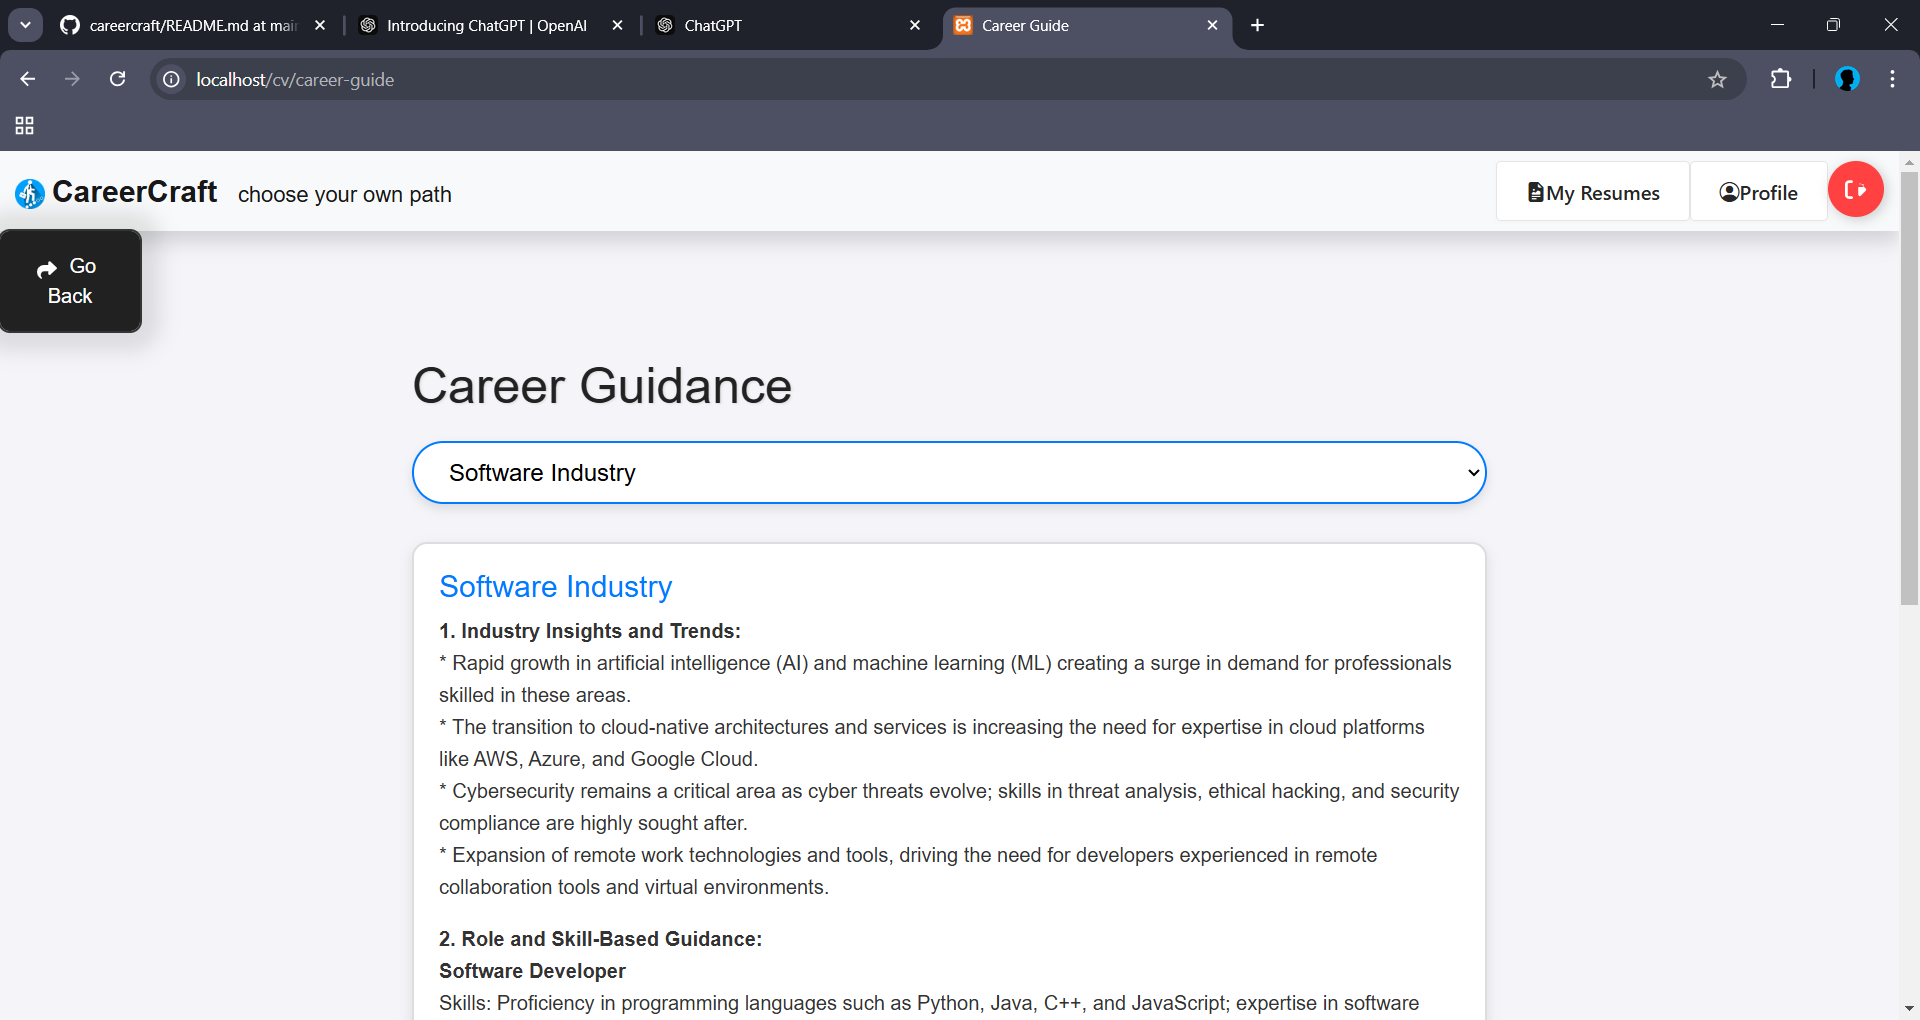 careercraft/README.md at mai
Introducing ChatGPT | OpenAI
ChatGPT
Career Guide
localhost/cv/career-guide
CareerCraft choose your own path
My Resumes
Profile
Go
Back
Career Guidance
Software Industry
Software Industry
1. Industry Insights and Trends:
* Rapid growth in artificial intelligence (AI) and machine learning (ML) creating a surge in demand for professionals
skilled in these areas.
* The transition to cloud-native architectures and services is increasing the need for expertise in cloud platforms
like AWS, Azure, and Google Cloud.
* Cybersecurity remains a critical area as cyber threats evolve; skills in threat analysis, ethical hacking, and security
compliance are highly sought after.
* Expansion of remote work technologies and tools, driving the need for developers experienced in remote
collaboration tools and virtual environments.
2. Role and Skill-Based Guidance:
Software Developer
Skills: Proficiency in programming languages such as Python, Java, C++, and JavaScript; expertise in software